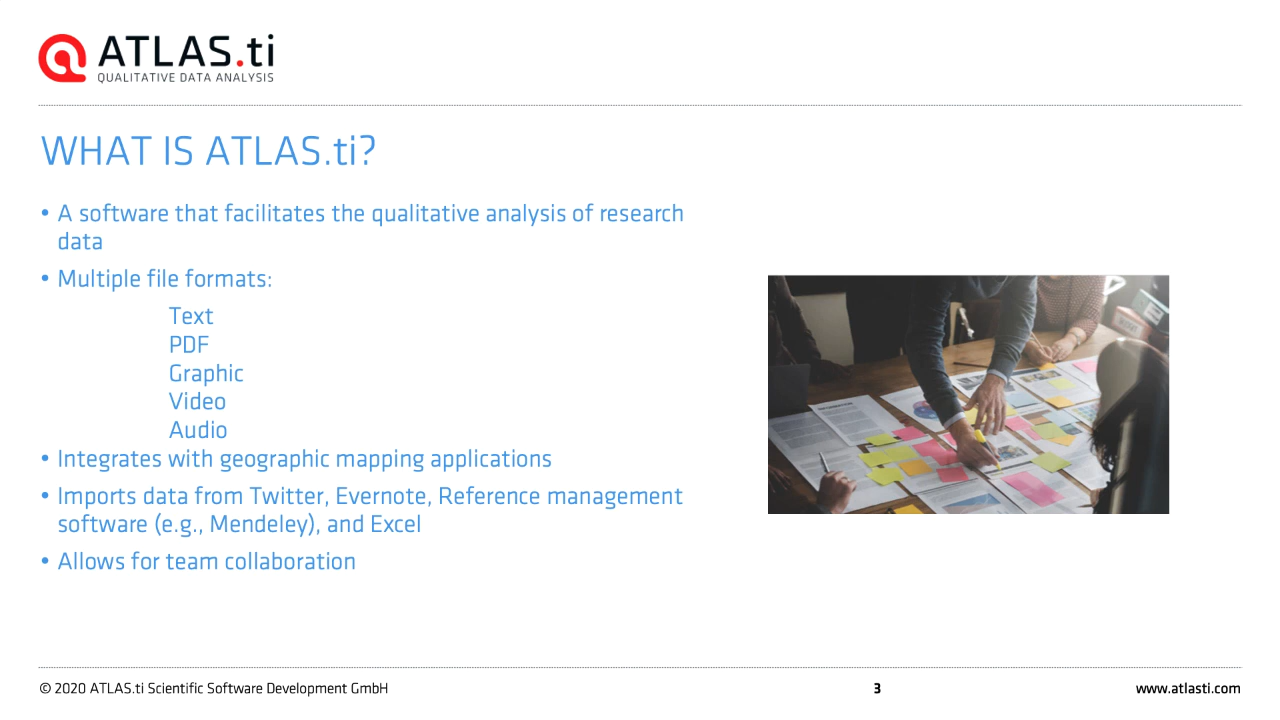 ATLAS.ti
QUALITATIVE DATA ANALYSIS
WHAT IS ATLAS.ti?
• A software that facilitates the qualitative analysis of research
data
• Multiple file formats:
Text
PDF
Graphic
Video
Audio
• Integrates with geographic mapping applications
• Imports data from Twitter, Evernote, Reference management
software (e.g., Mendeley), and Excel
• Allows for team collaboration
© 2020 ATLAS.ti Scientific Software Development GmbH
3
www.atlasti.com